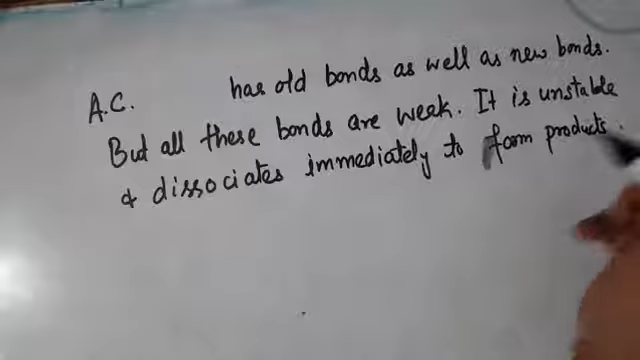 A.C. has old bonds as well as new bonds.
But all these bonds are week. It is unstable
& dissociates immediately to form products.